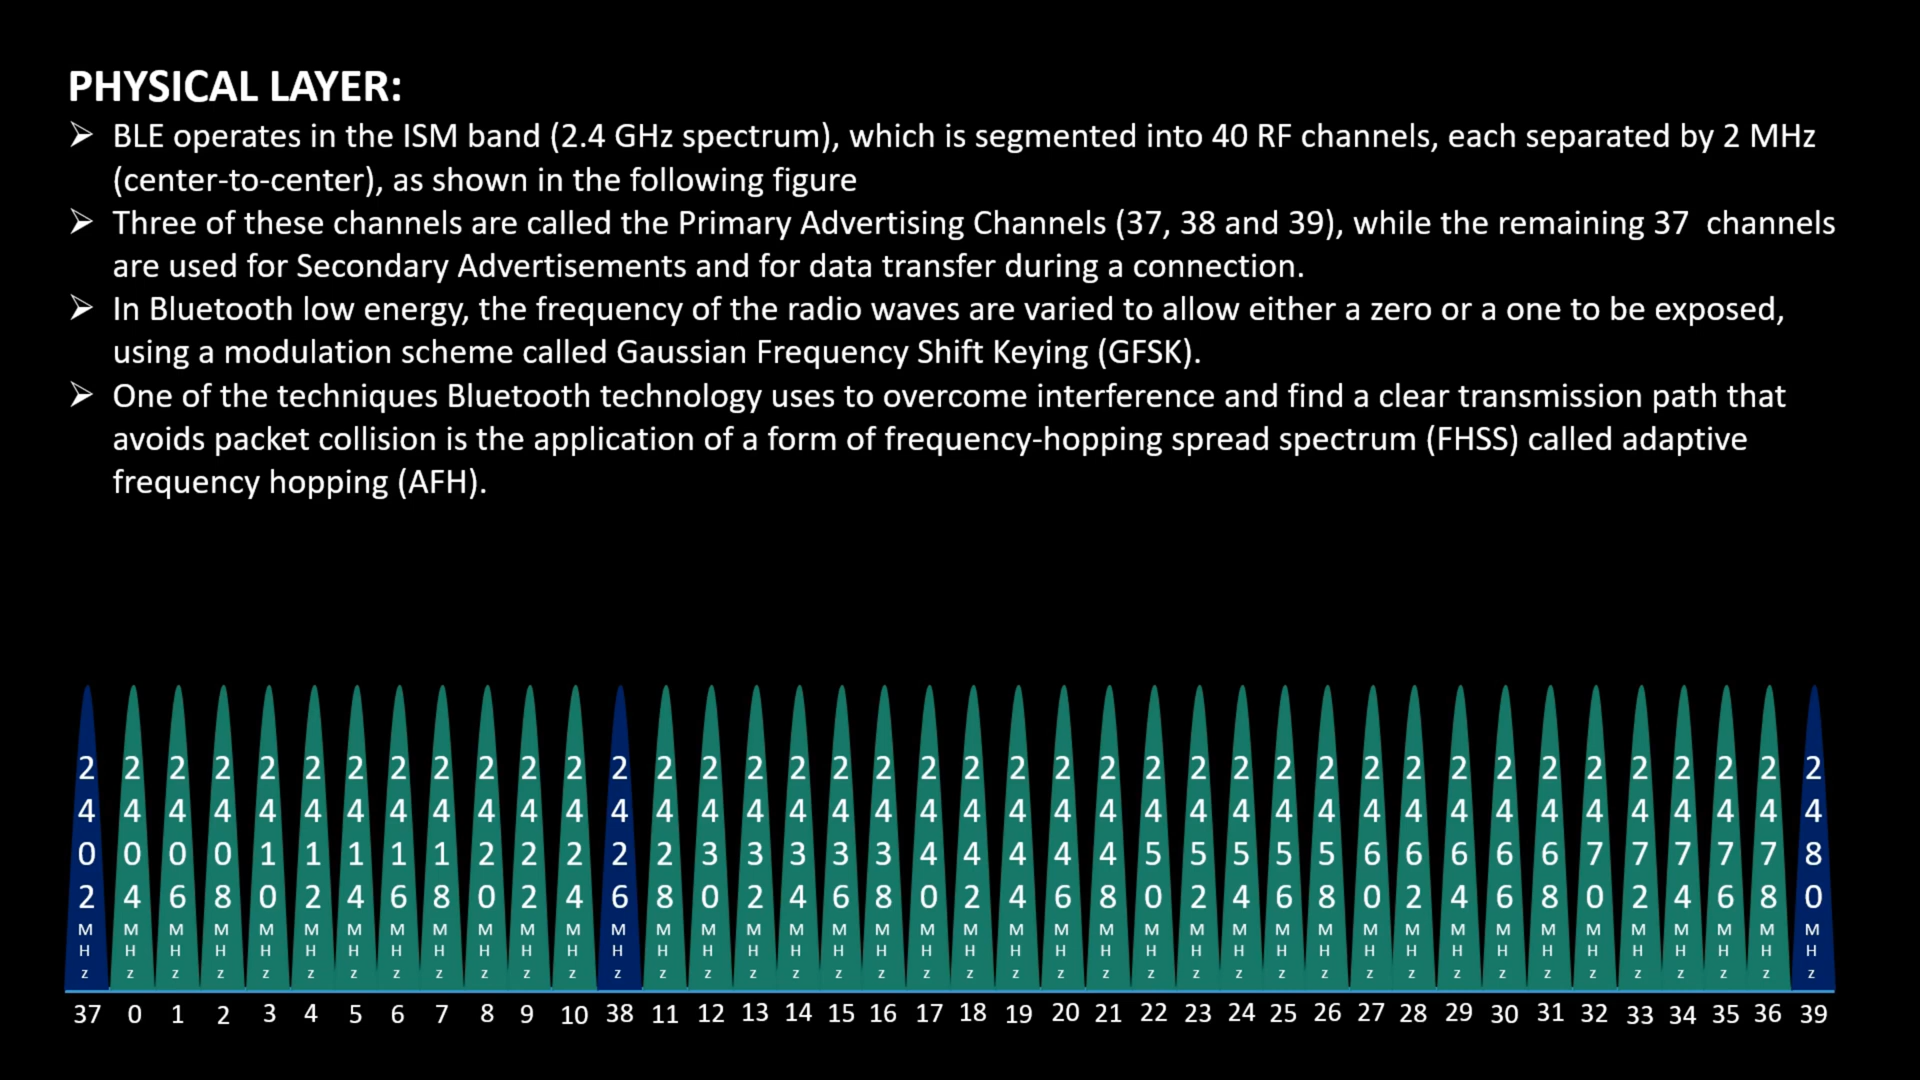 PHYSICAL LAYER:
➢ BLE operates in the ISM band (2.4 GHz spectrum), which is segmented into 40 RF channels, each separated by 2 MHz
(center-to-center), as shown in the following figure
➢ Three of these channels are called the Primary Advertising Channels (37, 38 and 39), while the remaining 37 channels
are used for Secondary Advertisements and for data transfer during a connection.
➢ In Bluetooth low energy, the frequency of the radio waves are varied to allow either a zero or a one to be exposed,
using a modulation scheme called Gaussian Frequency Shift Keying (GFSK).
➢ One of the techniques Bluetooth technology uses to overcome interference and find a clear transmission path that
avoids packet collision is the application of a form of frequency-hopping spread spectrum (FHSS) called adaptive
frequency hopping (AFH).
2402MHz
2404MHz
2406MHz
2408MHz
2410MHz
2412MHz
2414MHz
2416MHz
2418MHz
2420MHz
2422MHz
2424MHz
2426MHz
2428MHz
2430MHz
2432MHz
2434MHz
2436MHz
2438MHz
2440MHz
2442MHz
2444MHz
2446MHz
2448MHz
2450MHz
2452MHz
2454MHz
2456MHz
2458MHz
2460MHz
2462MHz
2464MHz
2466MHz
2468MHz
2470MHz
2472MHz
2474MHz
2476MHz
2478MHz
2480MHz
37 0 1 2 3 4 5 6 7 8 9 10 38 11 12 13 14 15 16 17 18 19 20 21 22 23 24 25 26 27 28 29 30 31 32 33 34 35 36 39